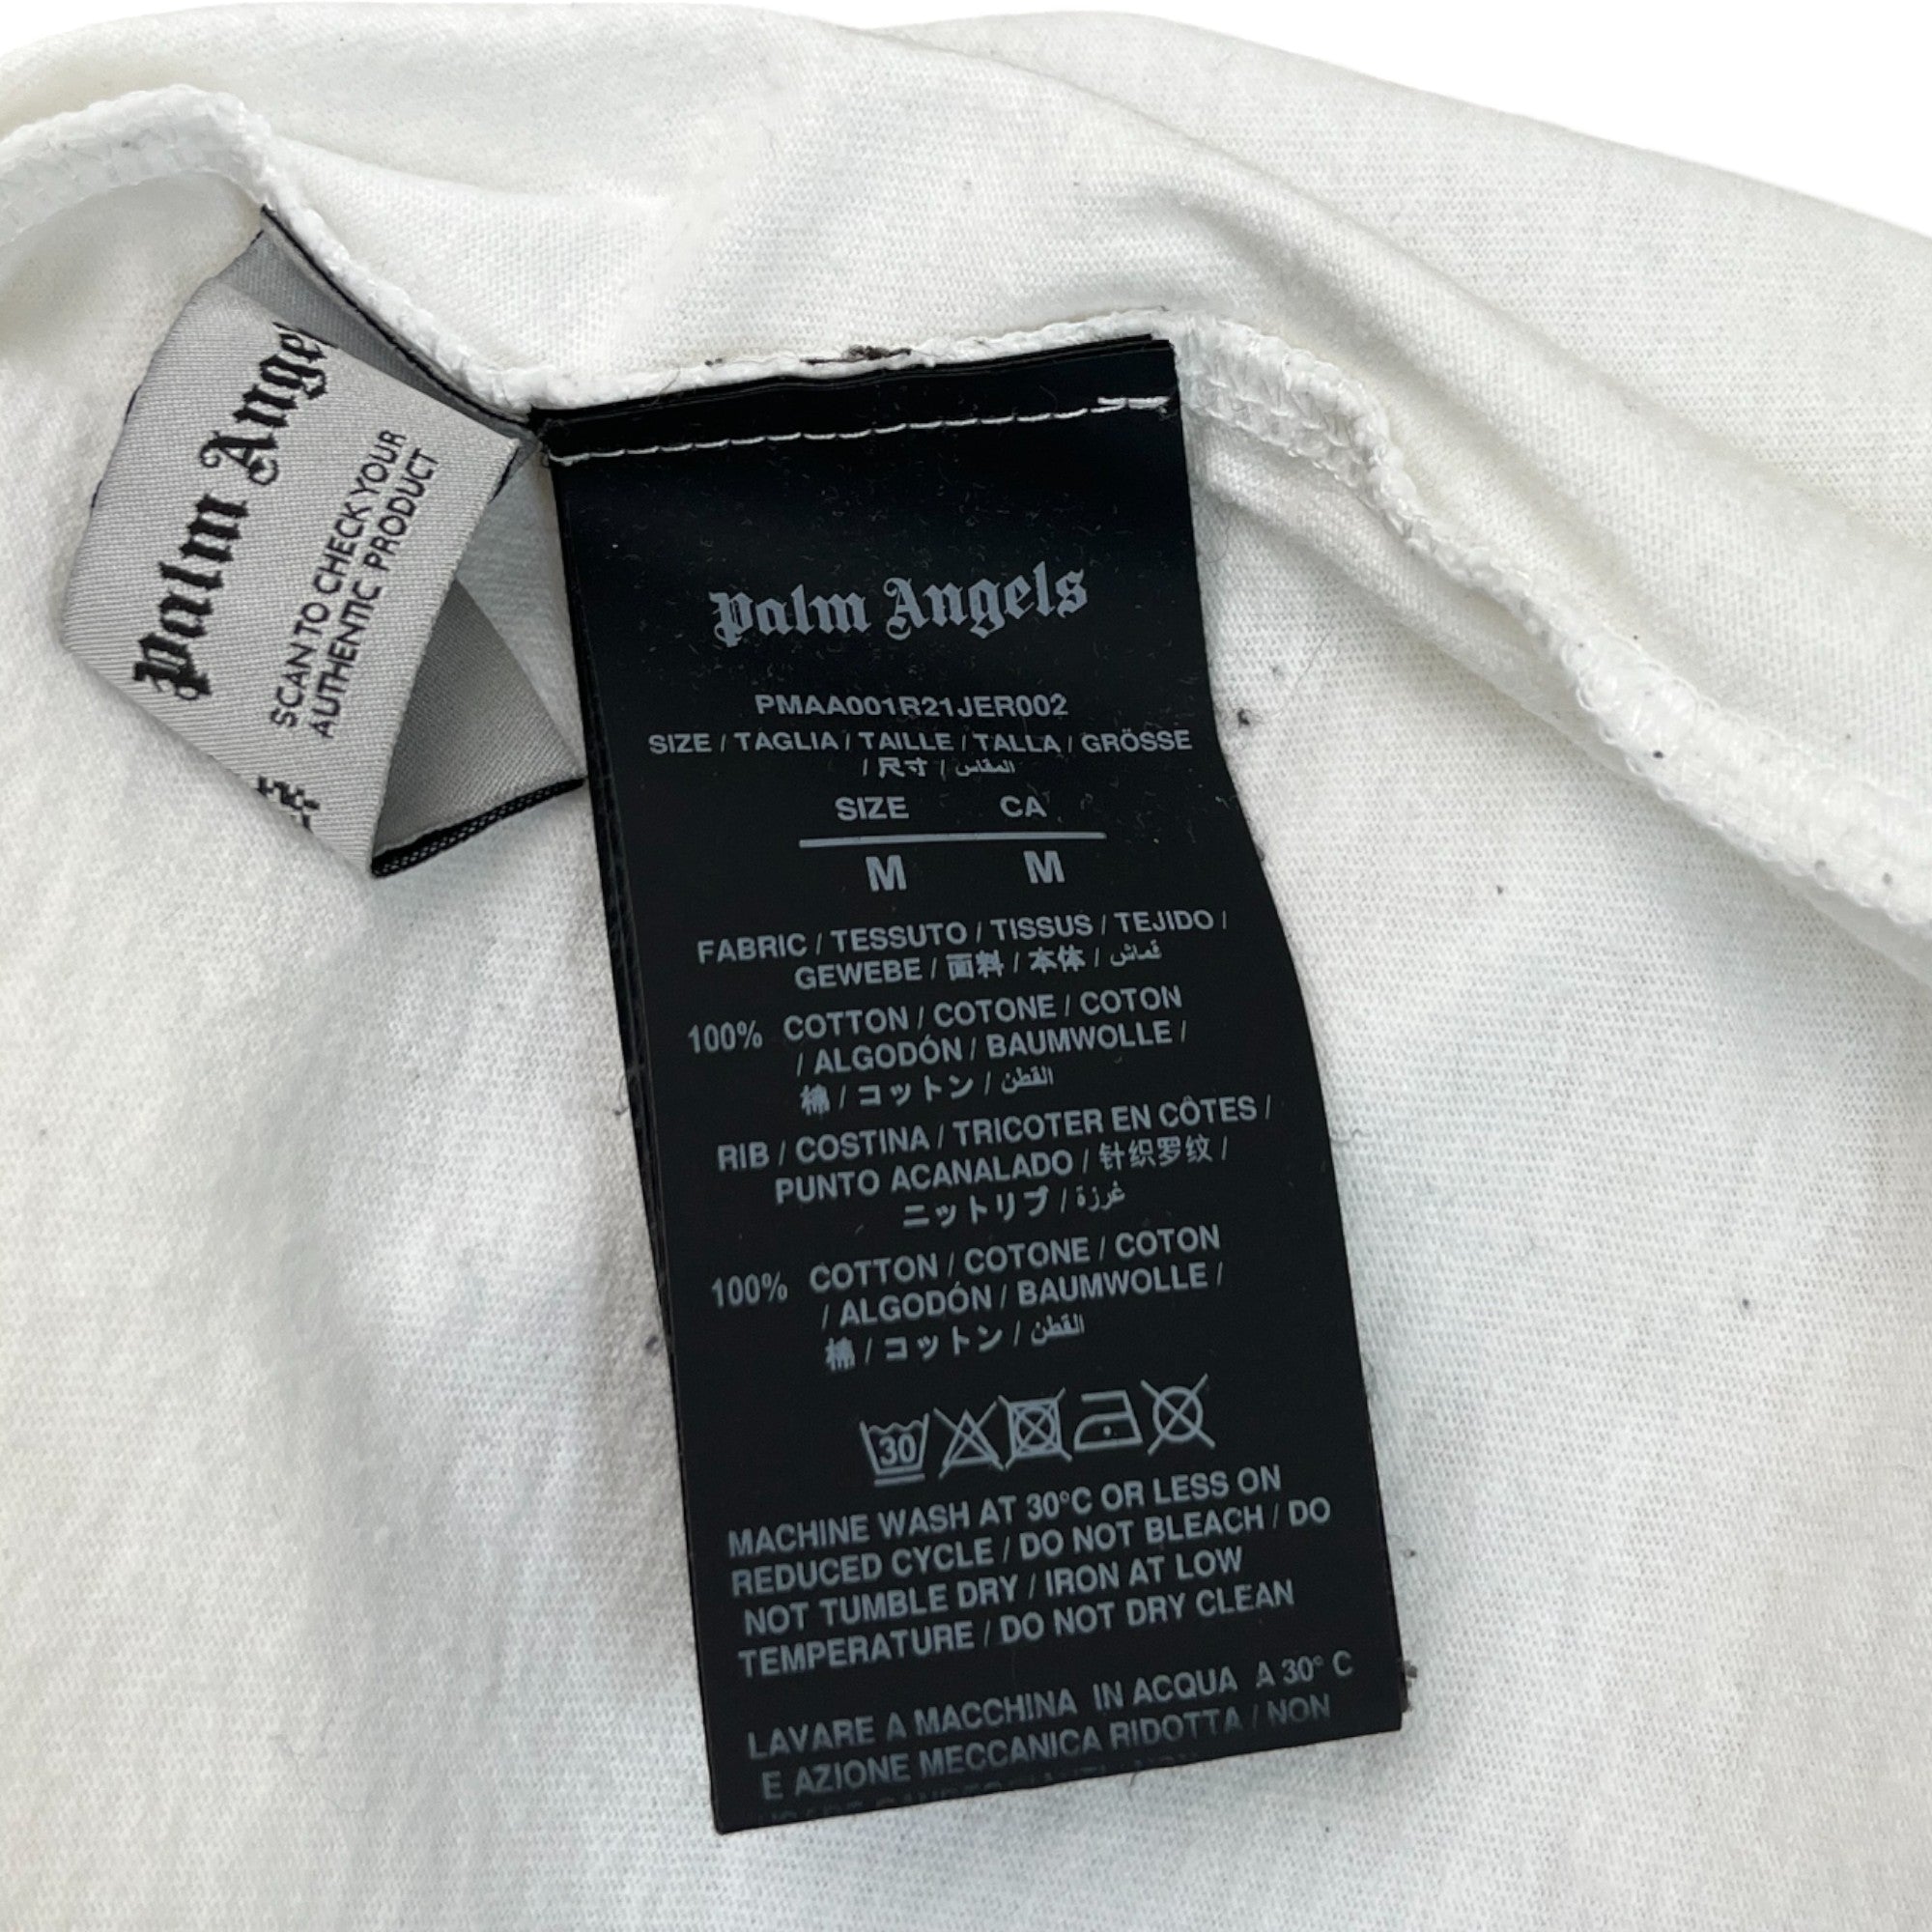 Palm Ange
SCAN TO CHECK YOUR
AUTHENTIC PRODUCT
Palm Angels
PMAA001R21JER002
SIZE / TAGLIA / TAILLE / TALLA / GRÖSSE
/ 尺寸 / المقاس
SIZE CA
M M
FABRIC / TESSUTO / TISSUS / TEJIDO /
GEWEBE / 面料 / 本体 / قماش
100% COTTON / COTONE / COTON
/ ALGODÓN / BAUMWOLLE /
棉 / コットン / القطن
RIB / COSTINA / TRICOTER EN CÔTES /
PUNTO ACANALADO / 针织罗纹 /
ニットリブ / غرزة
100% COTTON / COTONE / COTON
/ ALGODÓN / BAUMWOLLE /
棉 / コットン / القطن
30
MACHINE WASH AT 30°C OR LESS ON
REDUCED CYCLE / DO NOT BLEACH / DO
NOT TUMBLE DRY / IRON AT LOW
TEMPERATURE / DO NOT DRY CLEAN
LAVARE A MACCHINA IN ACQUA A 30° C
E AZIONE MECCANICA RIDOTTA / NON